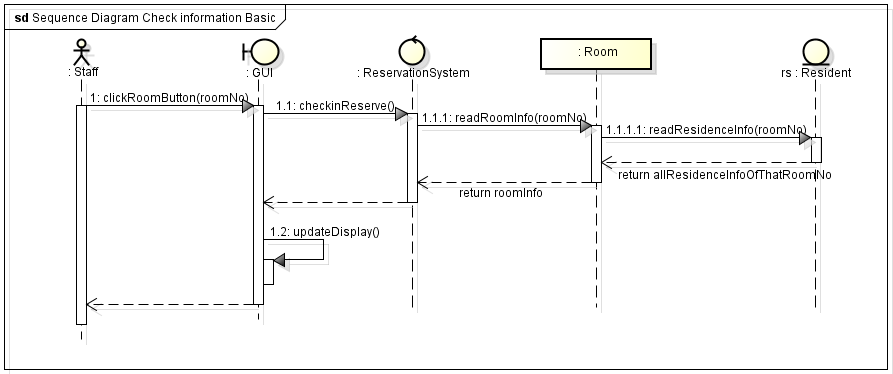 sd Sequence Diagram Check information Basic
: Staff
: GUI
: ReservationSystem
: Room
rs : Resident
1: clickRoomButton(roomNo)
1.1: checkinReserve()
1.1.1: readRoomInfo(roomNo)
1.1.1.1: readResidenceInfo(roomNo)
return allResidenceInfoOfThatRoomNo
return roomInfo
1.2: updateDisplay()